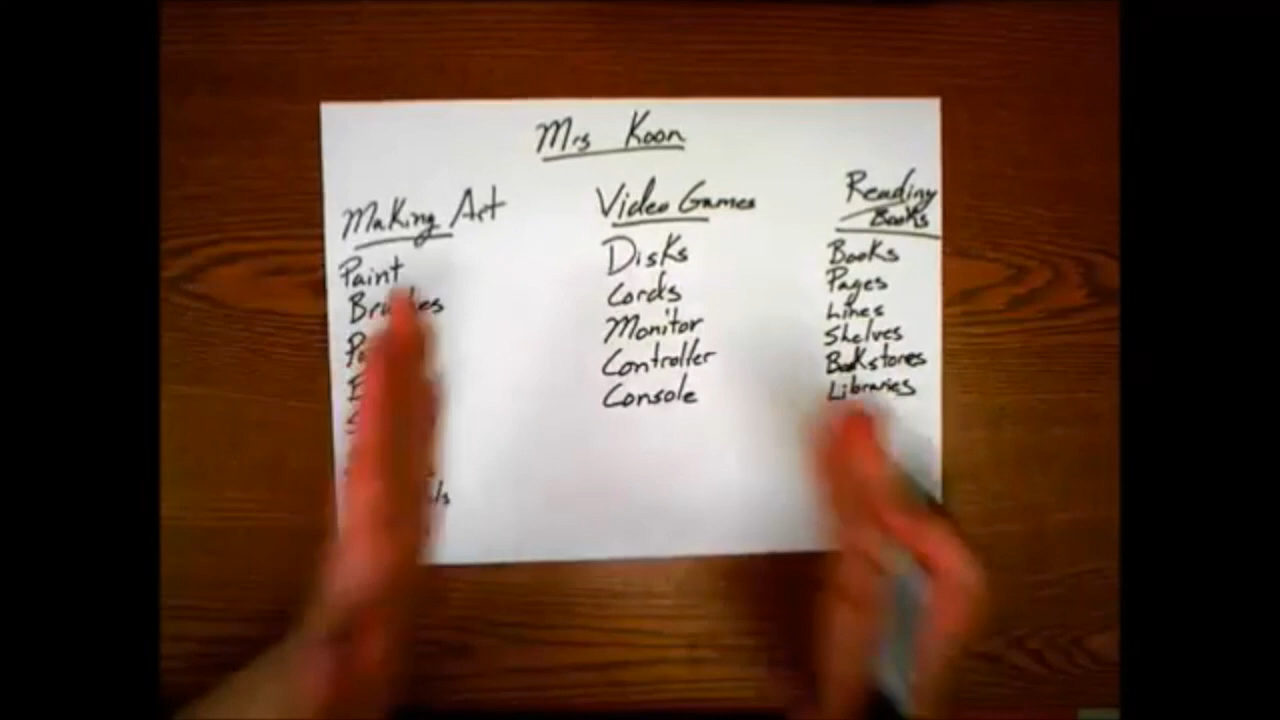 Mrs Koon
Making Art
Paint
Brushes
Video Games
Disks
Cords
Monitor
Controller
Console
Reading
Books
Books
Pages
Lines
Shelves
Bookstores
Libraries